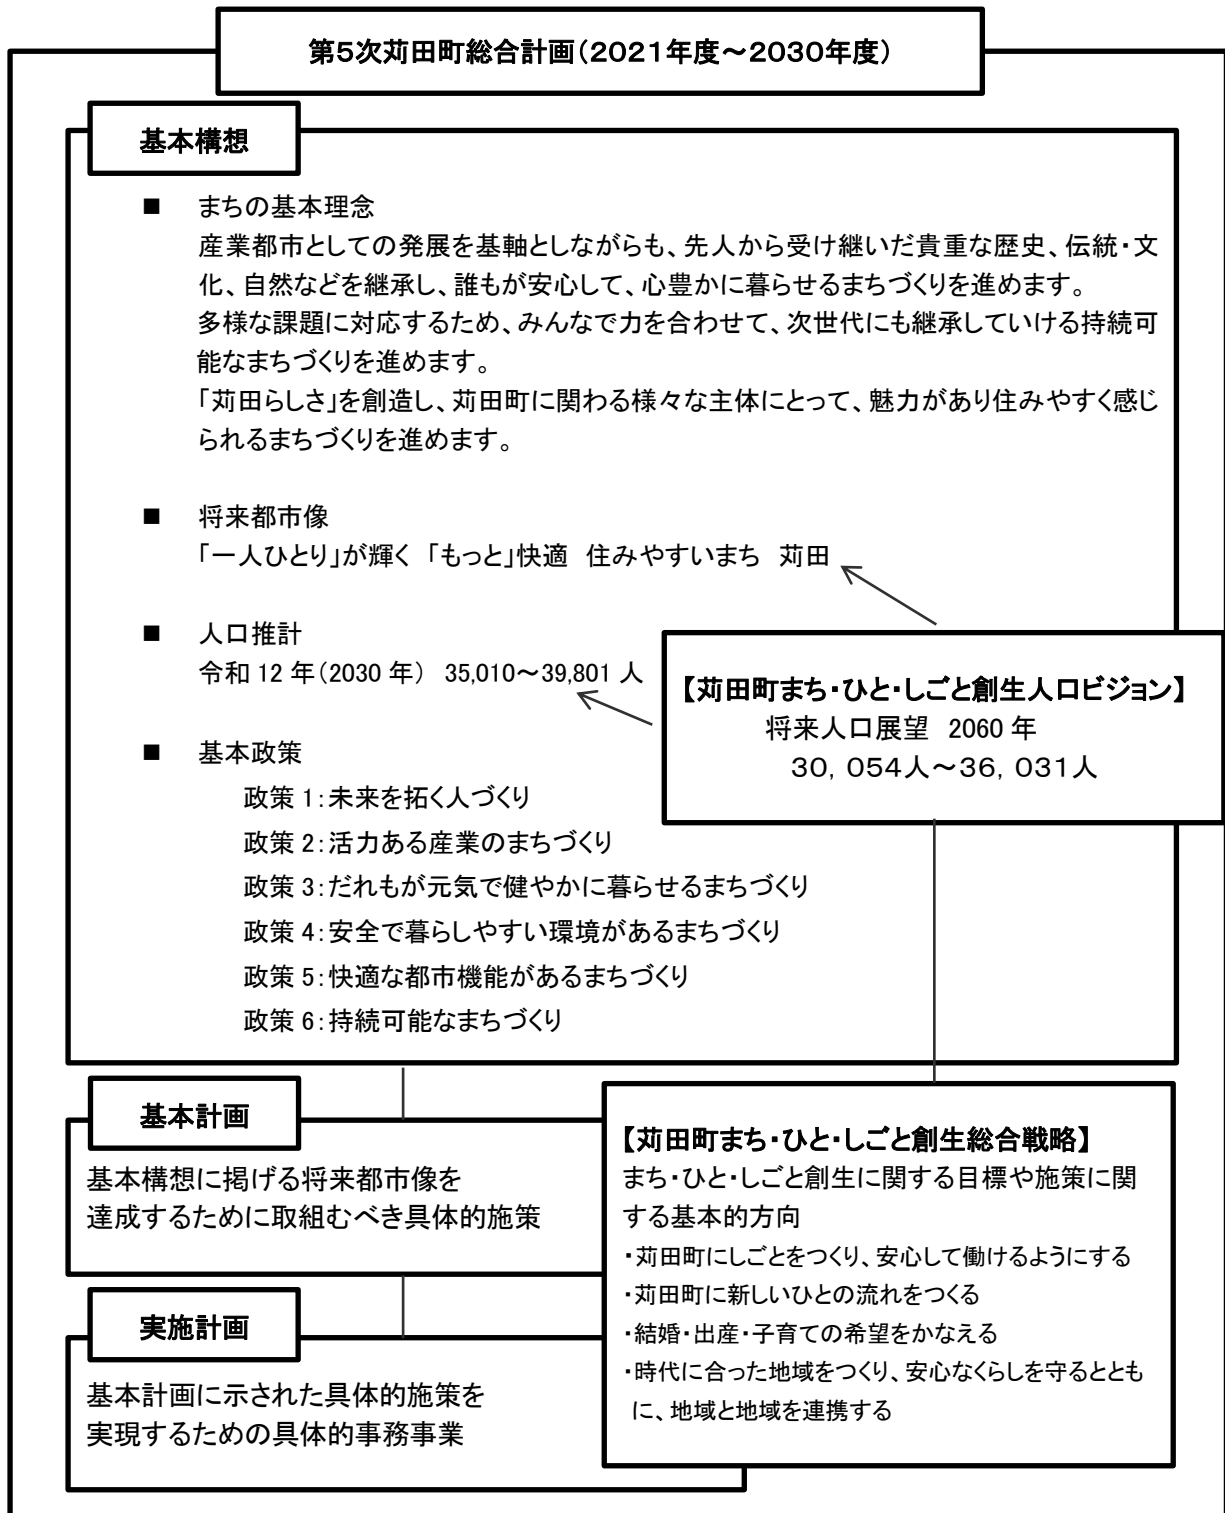 第5次苅田町総合計画(2021年度～2030年度)
基本構想
■ まちの基本理念
産業都市としての発展を基軸としながらも、先人から受け継いだ貴重な歴史、伝統・文
化、自然などを継承し、誰もが安心して、心豊かに暮らせるまちづくりを進めます。
多様な課題に対応するため、みんなで力を合わせて、次世代にも継承していける持続可
能なまちづくりを進めます。
「苅田らしさ」を創造し、苅田町に関わる様々な主体にとって、魅力があり住みやすく感じ
られるまちづくりを進めます。
■ 将来都市像
「一人ひとり」が輝く 「もっと」快適 住みやすいまち 苅田
■ 人口推計
令和 12 年(2030 年) 35,010～39,801 人
【苅田町まち・ひと・しごと創生人口ビジョン】
将来人口展望 2060 年
30,054人～36,031人
■ 基本政策
政策 1:未来を拓く人づくり
政策 2:活力ある産業のまちづくり
政策 3:だれもが元気で健やかに暮らせるまちづくり
政策 4:安全で暮らしやすい環境があるまちづくり
政策 5:快適な都市機能があるまちづくり
政策 6:持続可能なまちづくり
基本計画
基本構想に掲げる将来都市像を
達成するために取組むべき具体的施策
実施計画
基本計画に示された具体的施策を
実現するための具体的事務事業
【苅田町まち・ひと・しごと創生総合戦略】
まち・ひと・しごと創生に関する目標や施策に関
する基本的方向
・苅田町にしごとをつくり、安心して働けるようにする
・苅田町に新しいひとの流れをつくる
・結婚・出産・子育ての希望をかなえる
・時代に合った地域をつくり、安心なくらしを守るととも
に、地域と地域を連携する